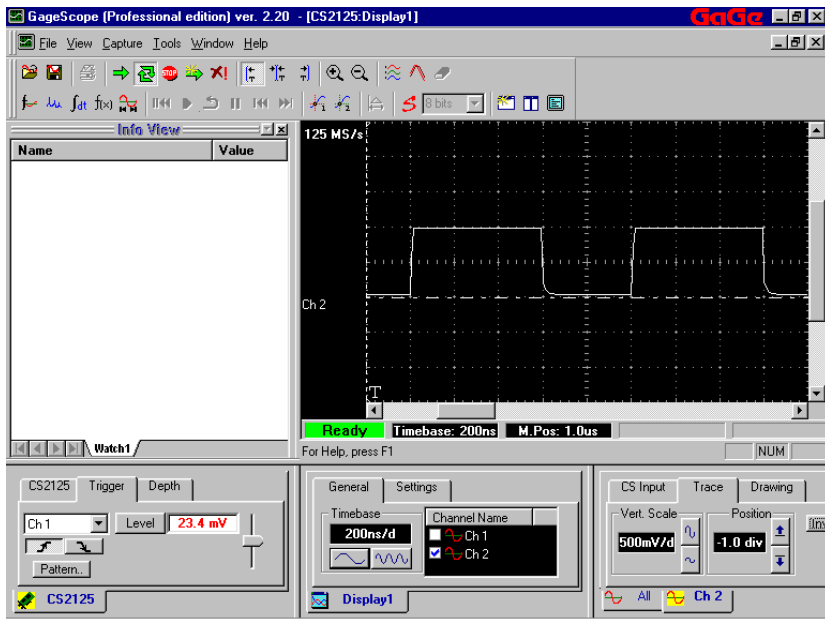 GageScope (Professional edition) ver. 2.20 - [CS2125:Display1]
GaGe
File View Capture Tools Window Help
f(x)
8 bits
Info View
Name Value
125 MS/s
Ch 2
T
Ready Timebase: 200ns M.Pos: 1.0us
Watch1
For Help, press F1
NUM
CS2125 Trigger Depth
Ch 1 Level 23.4 mV
Pattern..
CS2125
General Settings
Timebase
200ns/d
Channel Name
Ch 1
Ch 2
Display1
CS Input Trace Drawing
Vert. Scale Position
500mV/d -1.0 div
All Ch 2